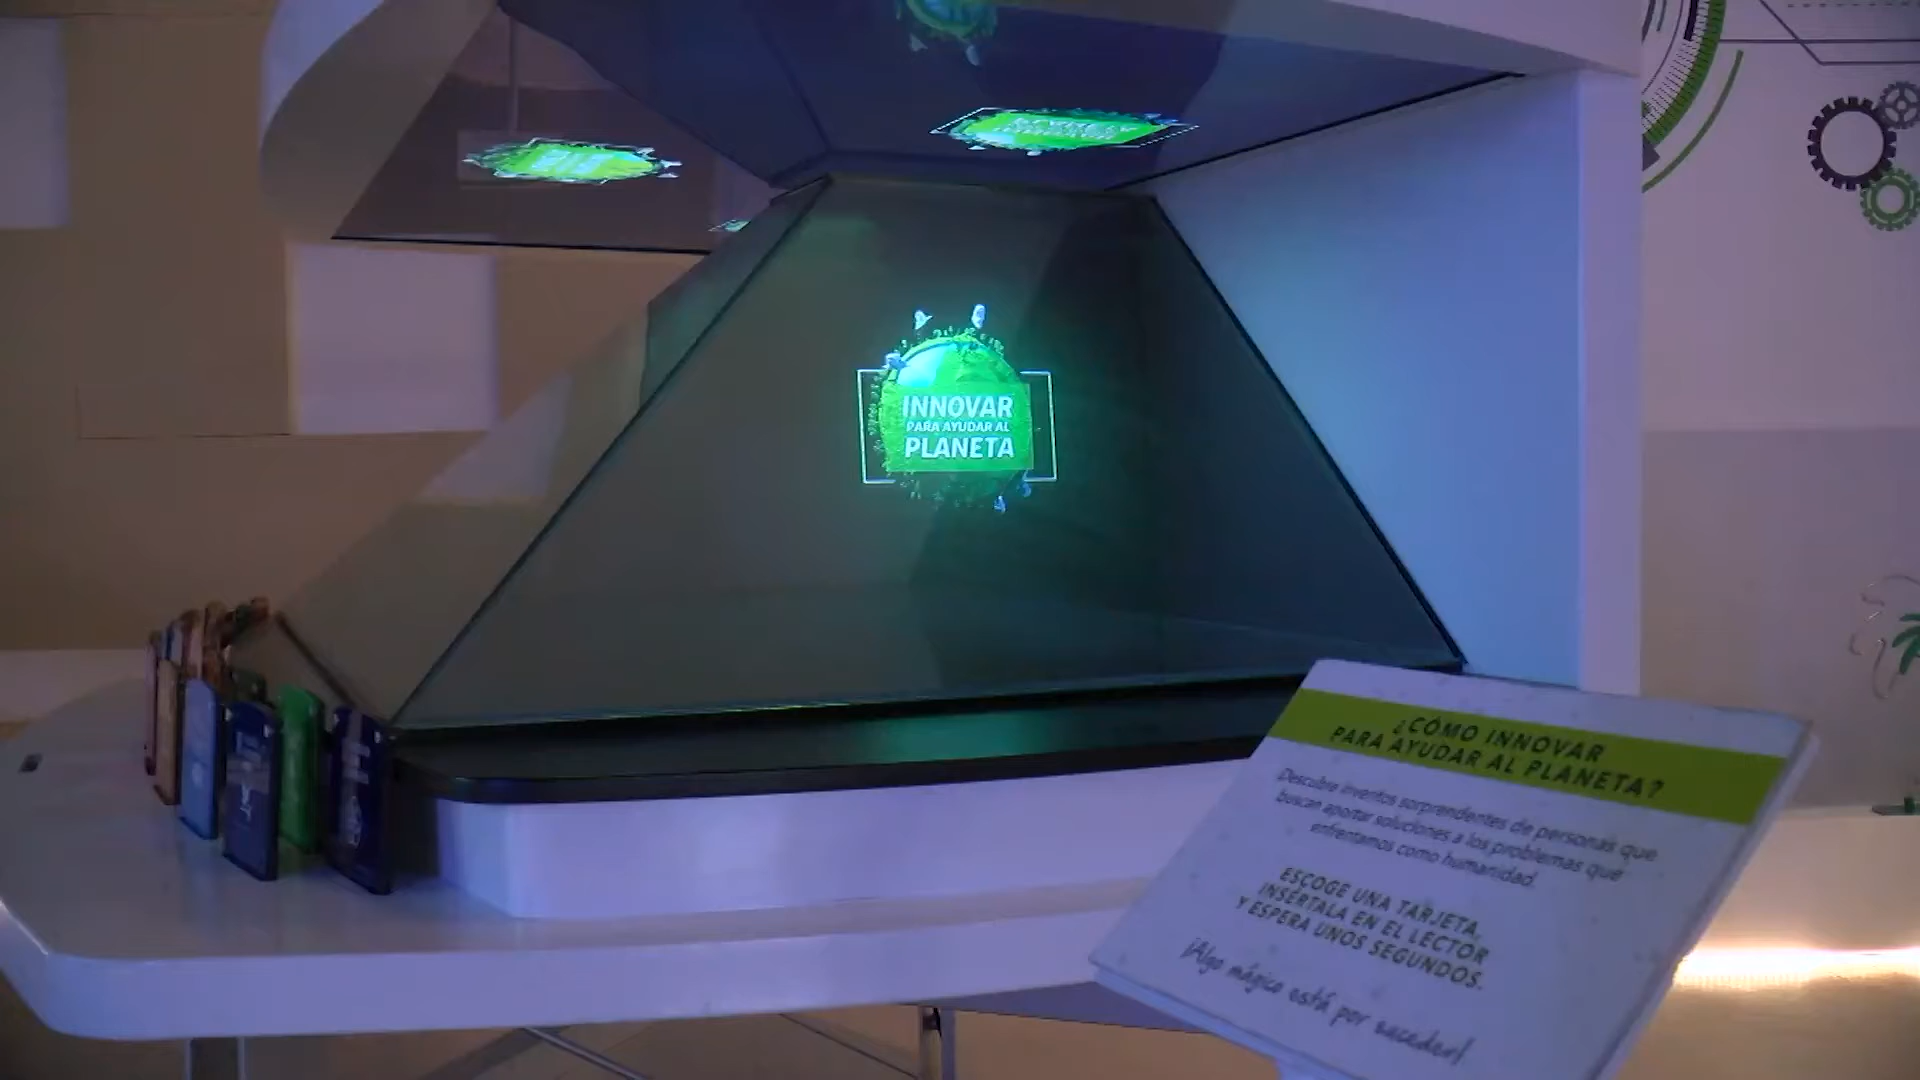 INNOVAR
PARA AYUDAR AL
PLANETA
¿CÓMO INNOVAR
PARA AYUDAR AL PLANETA?
Descubre inventos sorprendentes de personas que
buscan aportar soluciones a los problemas que
enfrentamos como humanidad.
ESCOGE UNA TARJETA,
INSÉRTALA EN EL LECTOR
Y ESPERA UNOS SEGUNDOS.
¡Algo mágico está por suceder!